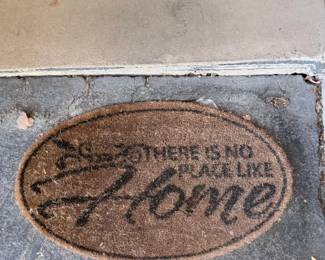 THERE IS NO
PLACE LIKE
Home